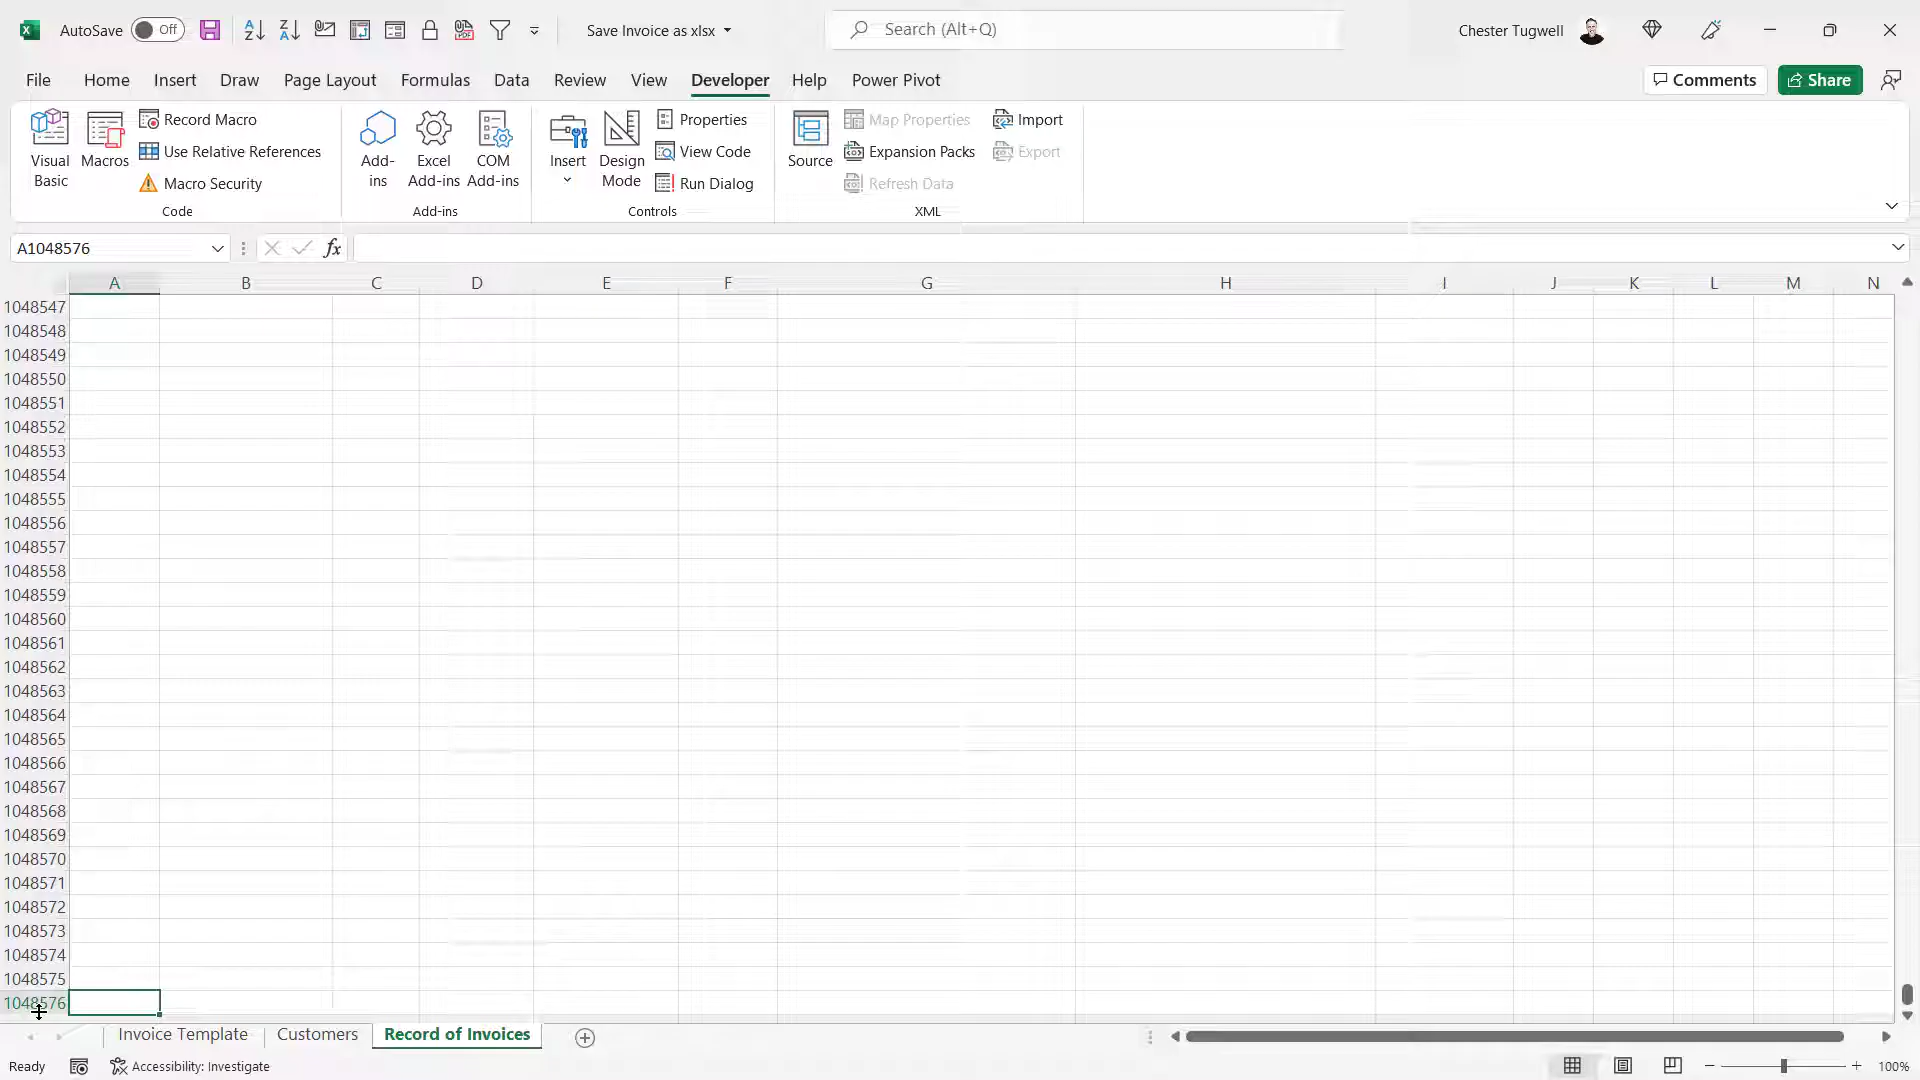 AutoSave Off Save Invoice as xlsx Search (Alt+Q) Chester Tugwell
File Home Insert Draw Page Layout Formulas Data Review View Developer Help Power Pivot Comments Share
Visual Basic
Macros
Record Macro
Use Relative References
Macro Security
Code
Add-ins
Excel Add-ins
COM Add-ins
Add-ins
Insert
Design Mode
Properties
View Code
Run Dialog
Controls
Source
Map Properties
Expansion Packs
Refresh Data
Import
Export
XML
A1048576 fx
A B C D E F G H I J K L M N
1048547
1048548
1048549
1048550
1048551
1048552
1048553
1048554
1048555
1048556
1048557
1048558
1048559
1048560
1048561
1048562
1048563
1048564
1048565
1048566
1048567
1048568
1048569
1048570
1048571
1048572
1048573
1048574
1048575
1048576
Invoice Template Customers Record of Invoices
Ready Accessibility: Investigate 100%